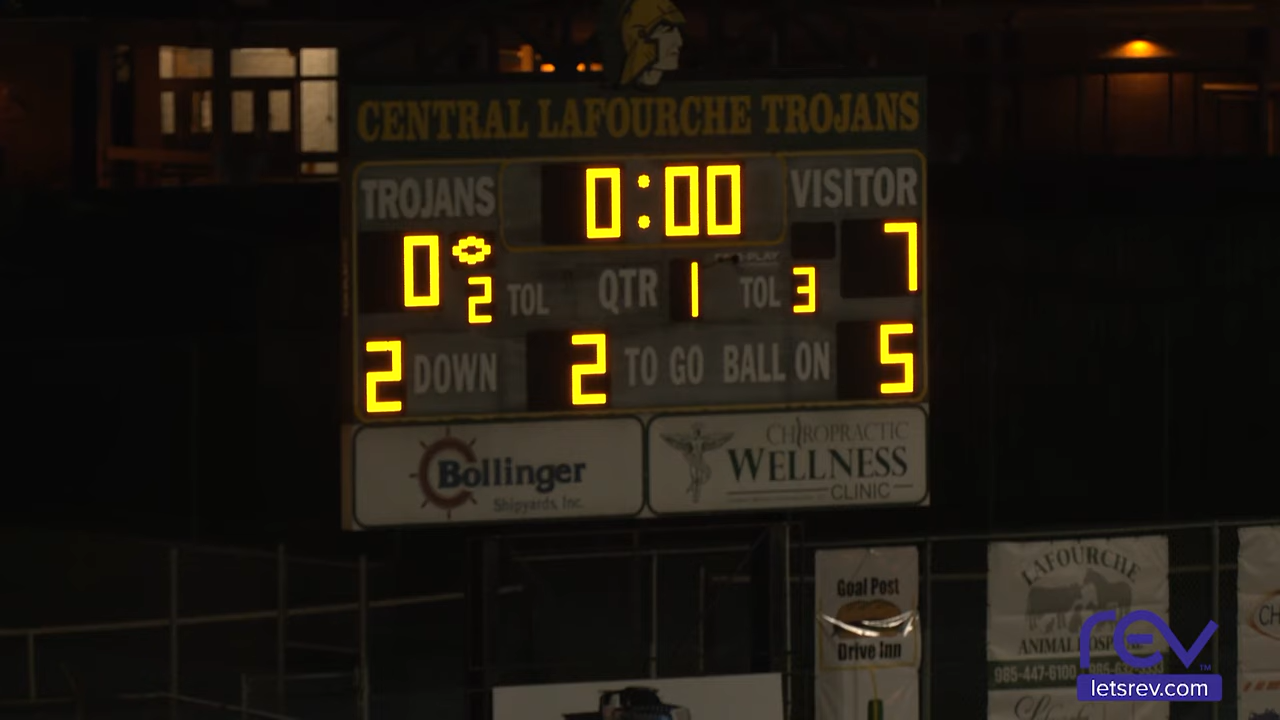 CENTRAL LAFOURCHE TROJANS
TROJANS
0:00
VISITOR
0
7
2 TOL
QTR 1
TOL 3
2 DOWN
2 TO GO
BALL ON 5
Bollinger
Shipyards, Inc.
CHIROPRACTIC
WELLNESS
CLINIC
Goal Post
Drive Inn
LAFOURCHE
ANIMAL HOSPITAL
985-447-6100
rev
letsrev.com